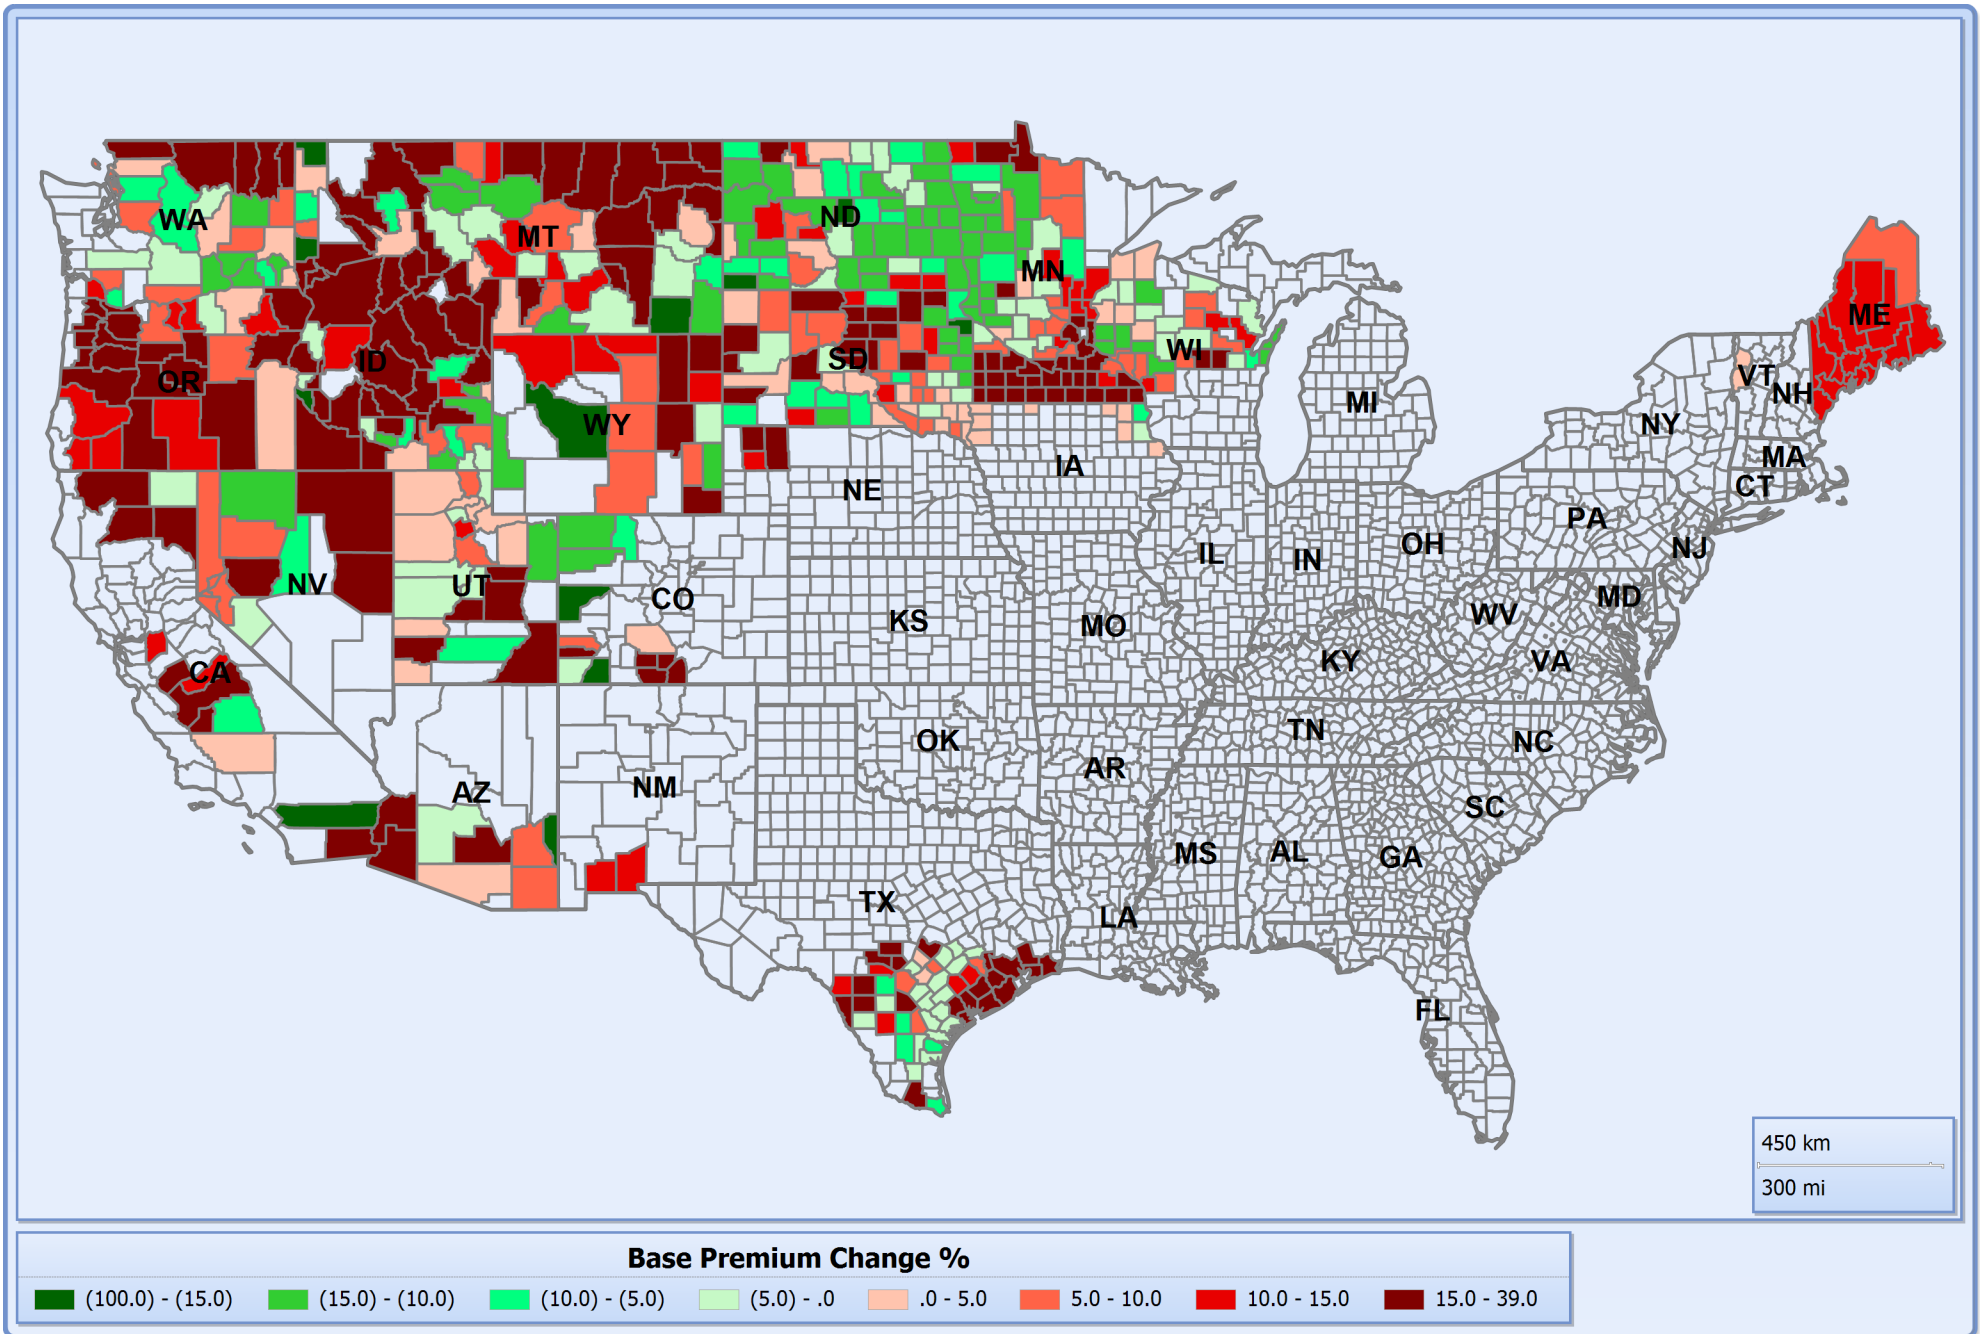 WA
MT
ND
MN
ME
ID
SD
WI
OR
WY
VT
NH
MI
NY
IA
MA
NE
CT
PA
NV
UT
CO
IL
IN
OH
NJ
KS
MO
WV
MD
CA
KY
VA
OK
TN
NC
AZ
NM
AR
SC
MS
AL
GA
TX
LA
FL
450 km
300 mi
Base Premium Change %
(100.0) - (15.0) (15.0) - (10.0) (10.0) - (5.0) (5.0) - .0 .0 - 5.0 5.0 - 10.0 10.0 - 15.0 15.0 - 39.0